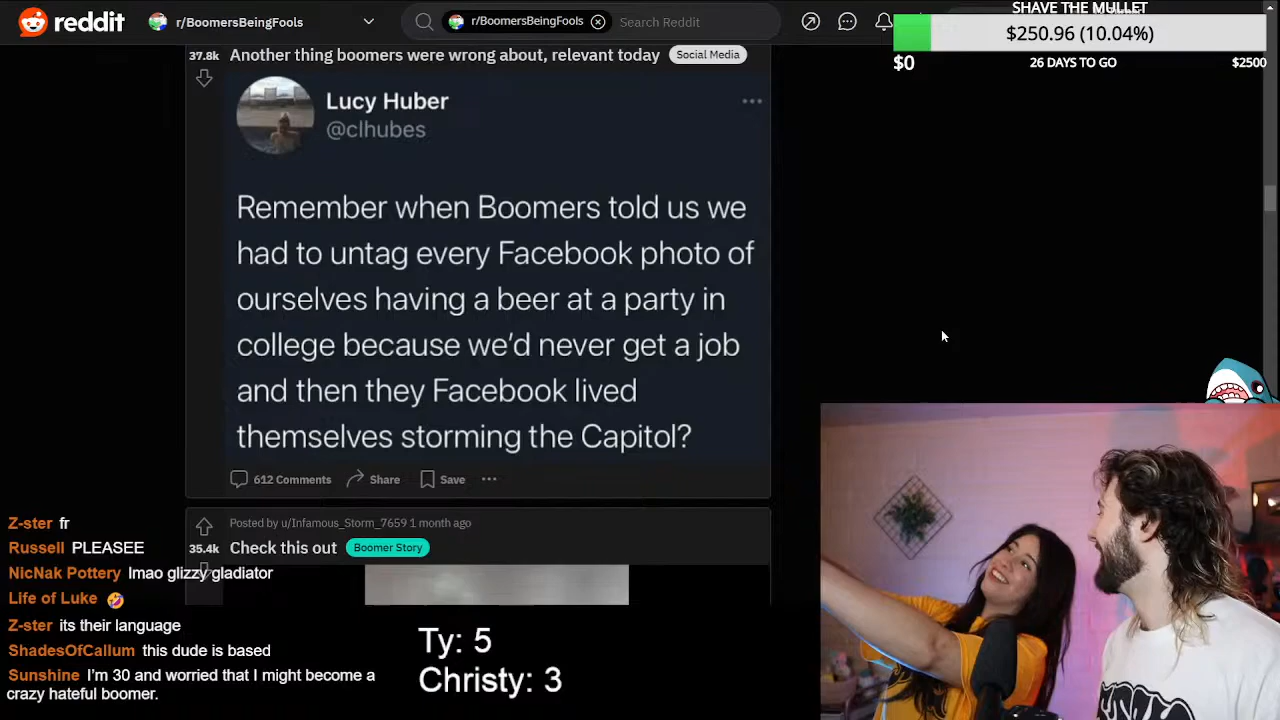 reddit
r/BoomersBeingFools
r/BoomersBeingFools
Search Reddit
SHAVE THE MULLET
$250.96 (10.04%)
$0
26 DAYS TO GO
$2500
37.8k
Another thing boomers were wrong about, relevant today
Social Media
Lucy Huber
@clhubes
Remember when Boomers told us we
had to untag every Facebook photo of
ourselves having a beer at a party in
college because we'd never get a job
and then they Facebook lived
themselves storming the Capitol?
612 Comments
Share
Save
Posted by u/Infamous_Storm_7659 1 month ago
35.4k
Check this out
Boomer Story
Z-ster fr
Russell PLEASEE
NicNak Pottery lmao glizzy gladiator
Life of Luke 🤣
Z-ster its their language
ShadesOfCallum this dude is based
Sunshine I'm 30 and worried that I might become a
crazy hateful boomer.
Ty: 5
Christy: 3